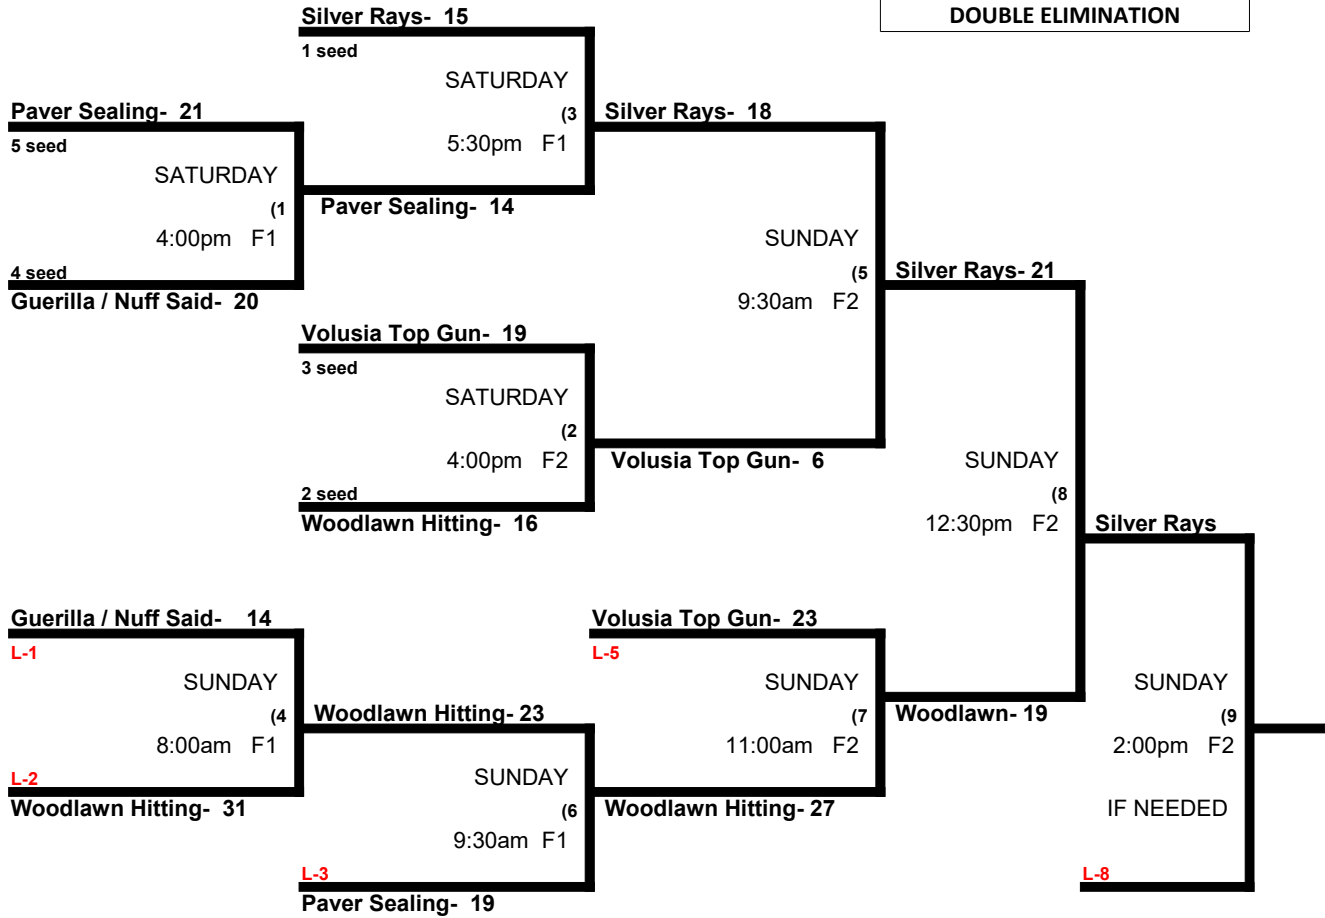 Silver Rays- 15
DOUBLE ELIMINATION
1 seed
SATURDAY
Paver Sealing- 21
(3
Silver Rays- 18
5 seed
5:30pm F1
SATURDAY
(1
Paver Sealing- 14
4:00pm F1
SUNDAY
4 seed
(5
Silver Rays- 21
Guerilla / Nuff Said- 20
9:30am F2
Volusia Top Gun- 19
3 seed
SATURDAY
(2
4:00pm F2
Volusia Top Gun- 6
SUNDAY
2 seed
(8
Woodlawn Hitting- 16
12:30pm F2
Silver Rays
Guerilla / Nuff Said- 14
Volusia Top Gun- 23
L-1
L-5
SUNDAY
SUNDAY
SUNDAY
(4
Woodlawn Hitting- 23
(7
Woodlawn- 19
(9
8:00am F1
11:00am F2
2:00pm F2
L-2
SUNDAY
Woodlawn Hitting- 31
(6
Woodlawn Hitting- 27
IF NEEDED
9:30am F1
L-3
L-8
Paver Sealing- 19